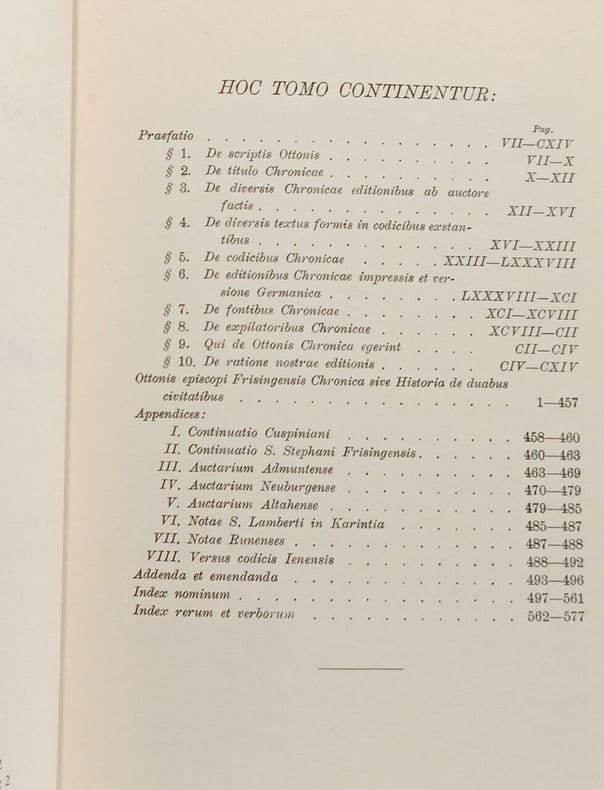 HOC TOMO CONTINENTUR:
Pag.
Praefatio . . . . . . . . . . . . . . . . . VII—CXIV
§ 1. De scriptis Ottonis . . . . . . . . . VII—X
§ 2. De titulo Chronicae . . . . . . . . . X—XII
§ 3. De diversis Chronicae editionibus ab auctore
factis . . . . . . . . . . . . . XII—XVI
§ 4. De diversis textus formis in codicibus exstan-
tibus . . . . . . . . . . . . XVI—XXIII
§ 5. De codicibus Chronicae . . . . . XXIII—LXXXVIII
§ 6. De editionibus Chronicae impressis et ver-
sione Germanica . . . . . . . . LXXXVIII—XCI
§ 7. De fontibus Chronicae . . . . . . . . XCI—XCVIII
§ 8. De expilatoribus Chronicae . . . . . . XCVIII—CII
§ 9. Qui de Ottonis Chronica egerint . . . . CII—CIV
§ 10. De ratione nostrae editionis . . . . . CIV—CXIV
Ottonis episcopi Frisingensis Chronica sive Historia de duabus
civitatibus . . . . . . . . . . . . . . . 1—457
Appendices:
I. Continuatio Cuspiniani . . . . . . . . . . 458—460
II. Continuatio S. Stephani Frisingensis . . . . . . 460—463
III. Auctarium Admuntense . . . . . . . . . . 463—469
IV. Auctarium Neuburgense . . . . . . . . . . 470—479
V. Auctarium Altahense . . . . . . . . . . . 479—485
VI. Notae S. Lamberti in Karintia . . . . . . . 485—487
VII. Notae Runenses . . . . . . . . . . . . 487—488
VIII. Versus codicis Ienensis . . . . . . . . . . 488—492
Addenda et emendanda . . . . . . . . . . . . 493—496
Index nominum . . . . . . . . . . . . . . . 497—561
Index rerum et verborum . . . . . . . . . . . 562—577
2